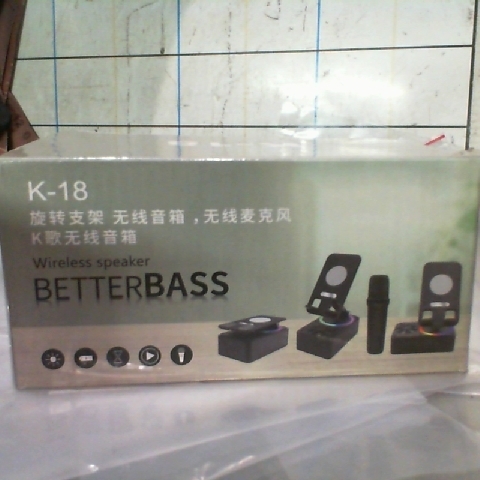 K-18
旋转支架 无线音箱，无线麦克风
K歌无线音箱
Wireless speaker
BETTERBASS